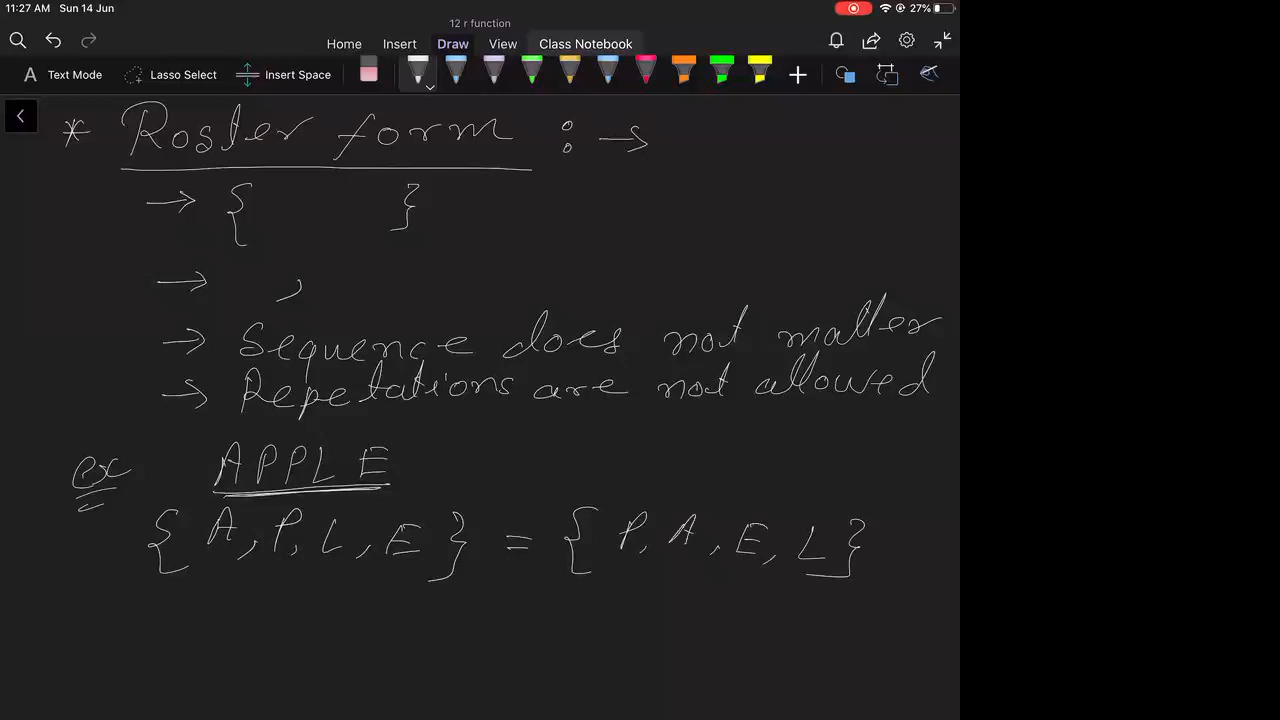 11:27 AM Sun 14 Jun
27%
12 r function
Home Insert Draw View Class Notebook
Text Mode Lasso Select Insert Space
* Roster form : →
→ { }
→ ,
→ Sequence does not matter
→ Repetations are not allowed
ex APPLE
{ A, P, L, E } = { P, A, E, L }